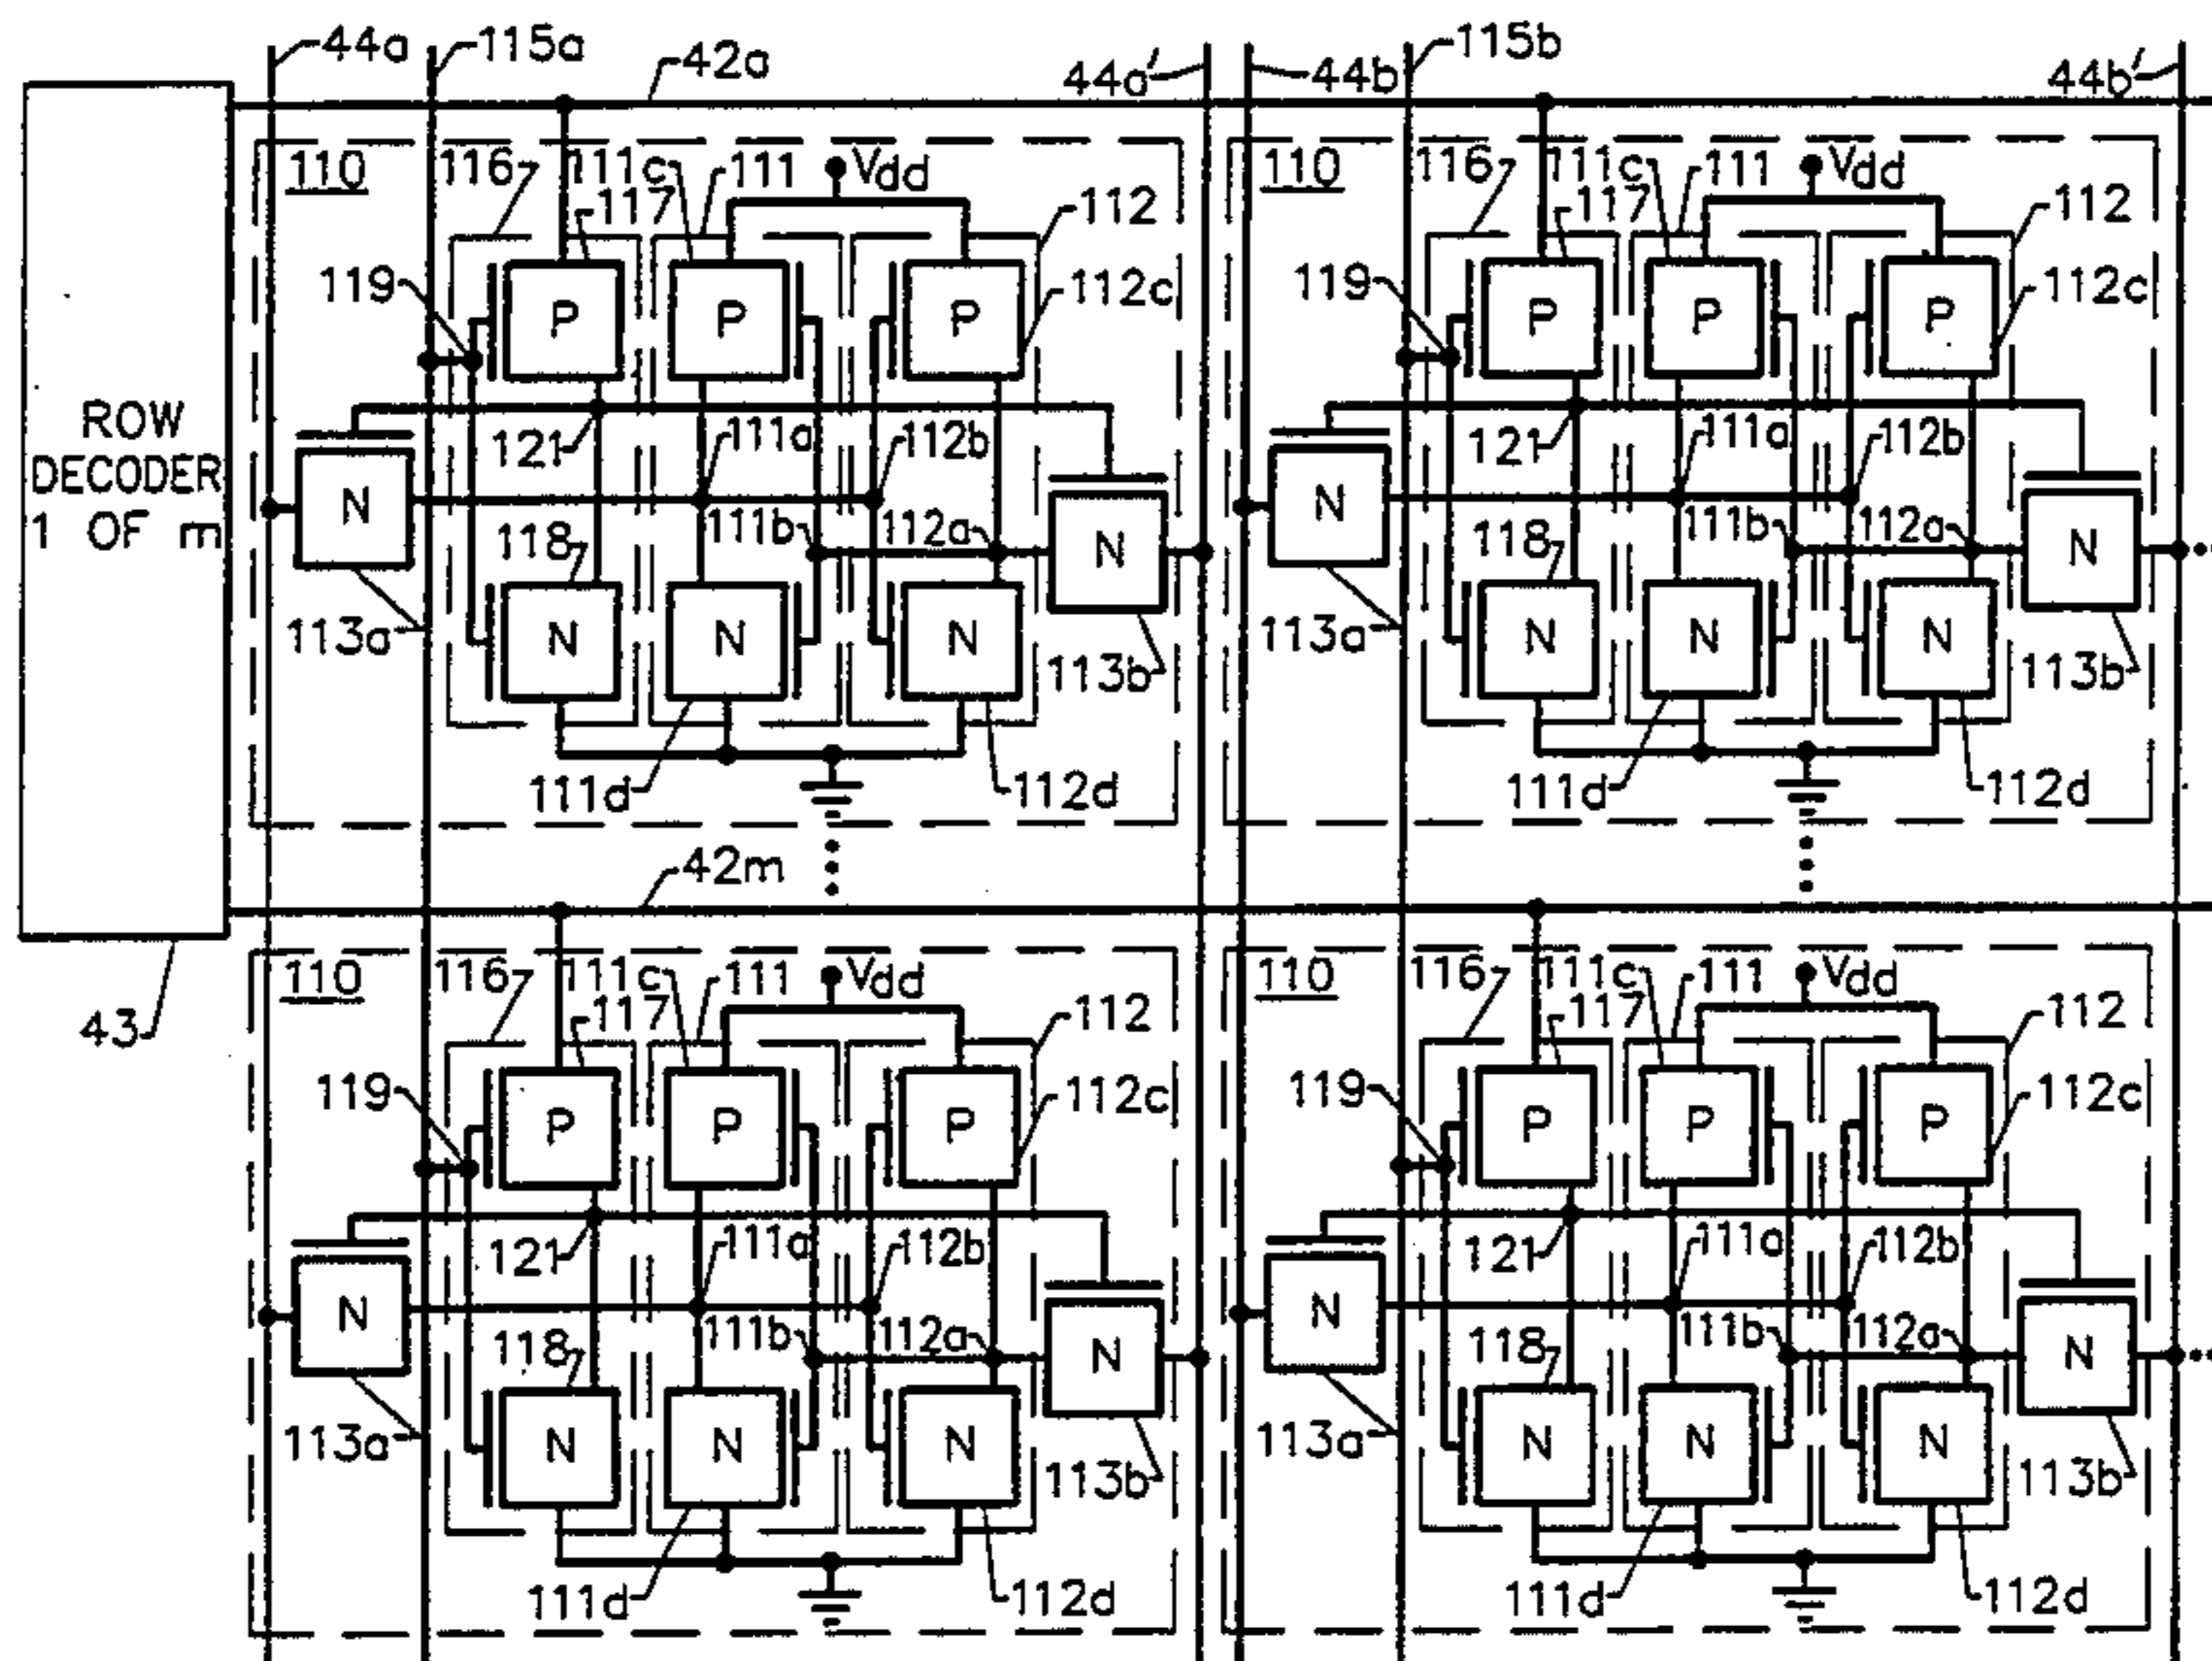 44a 115a 42a 44a' 44b 115b 44b'
110 116 111c 111 Vdd 110 116 111c 111 Vdd
117 112 117 112
119 112c 119 112c
P P P P P P
ROW
DECODER
1 OF m
121 111a 112b 121 111a 112b
N N
118 111b 112a N 118 111b 112a N
113a N N N 113b 113a N N N 113b
111d 112d 111d 112d
42m
110 116 111c 111 Vdd 110 116 111c 111 Vdd
43 117 112 117 112
119 112c 119 112c
P P P P P P
121 111a 112b 121 111a 112b
N N
118 111b 112a N 118 111b 112a N
113a N N N 113b 113a N N N 113b
111d 112d 111d 112d